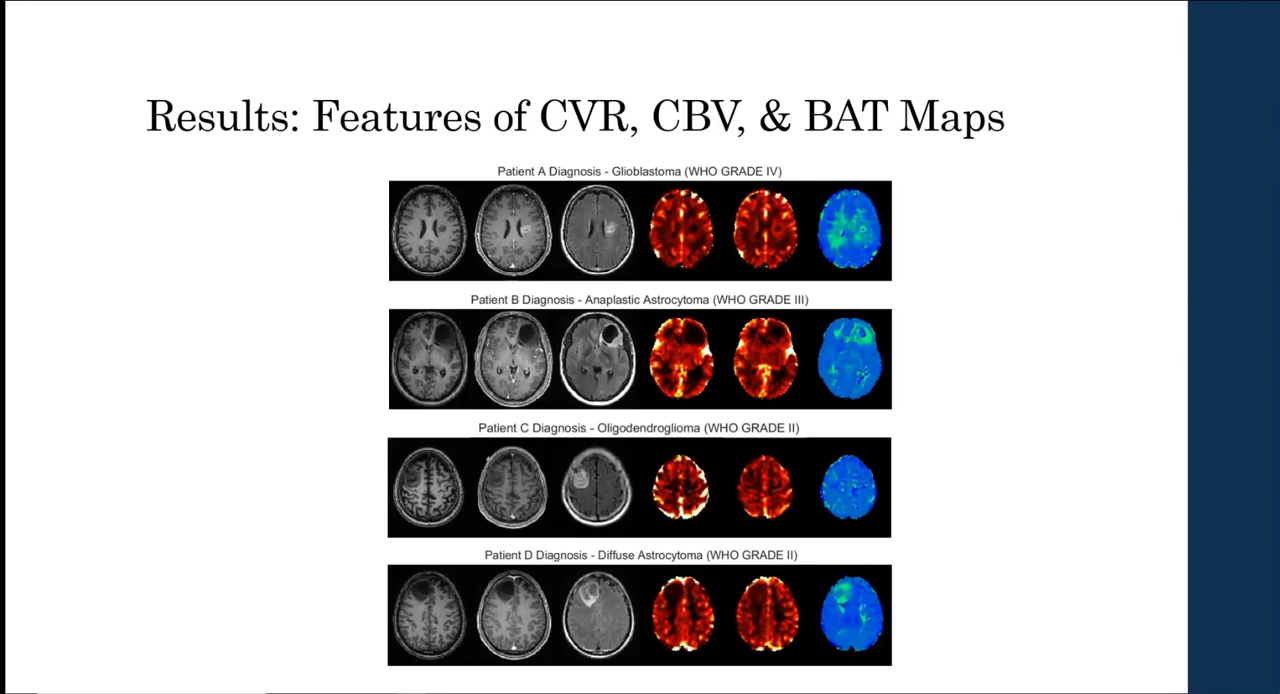 Results: Features of CVR, CBV, & BAT Maps
Patient A Diagnosis - Glioblastoma (WHO GRADE IV)
Patient B Diagnosis - Anaplastic Astrocytoma (WHO GRADE III)
Patient C Diagnosis - Oligodendroglioma (WHO GRADE II)
Patient D Diagnosis - Diffuse Astrocytoma (WHO GRADE II)